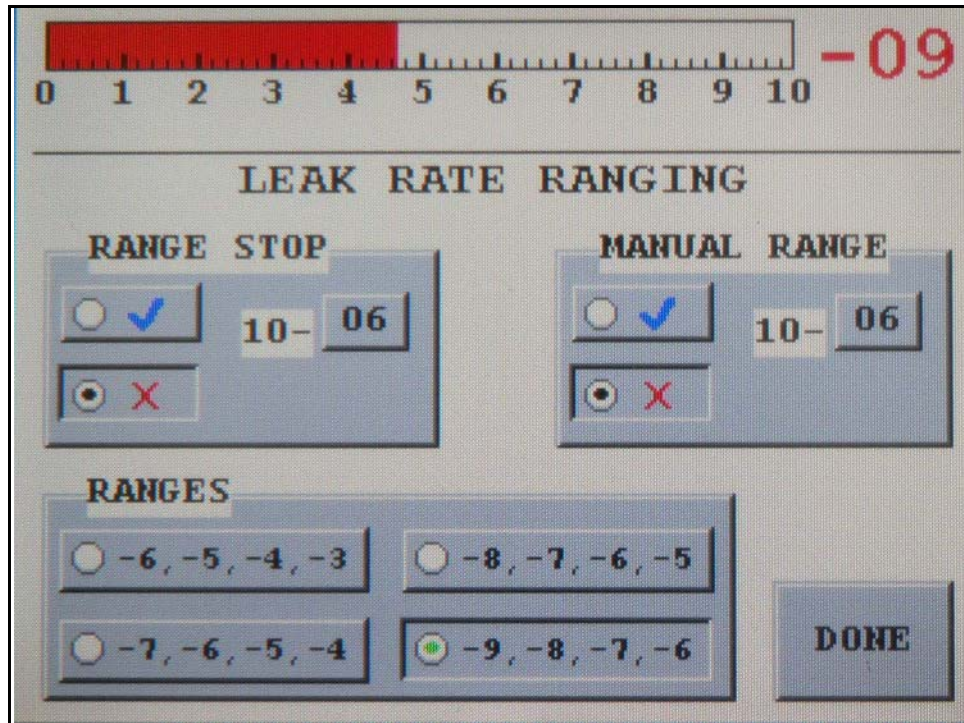 -09
0 1 2 3 4 5 6 7 8 9 10
LEAK RATE RANGING
RANGE STOP MANUAL RANGE
10- 06 10- 06
RANGES
-6,-5,-4,-3 -8,-7,-6,-5
-7,-6,-5,-4 -9,-8,-7,-6
DONE